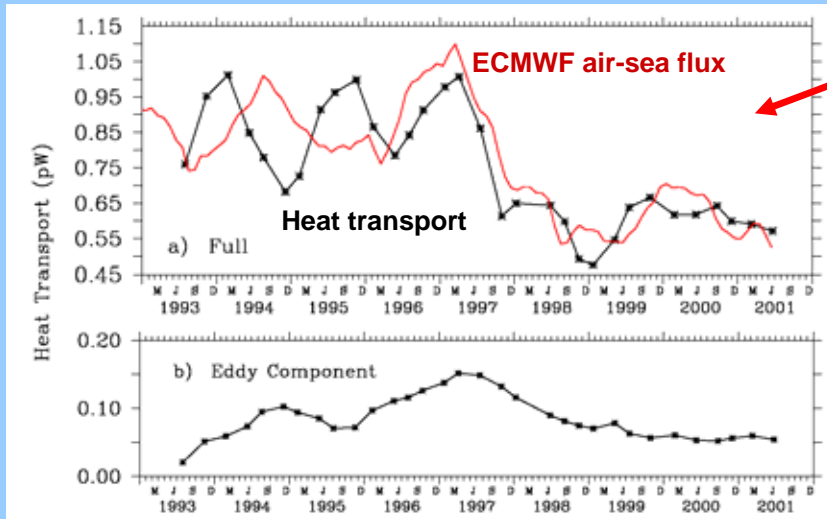 1.15
1.05
0.95
0.85
0.75
0.65
0.55
0.45
Heat Transport (pW)
ECMWF air-sea flux
Heat transport
a) Full
M J S D M J S D M J S D M J S D M J S D M J S D M J S D M J S D M J S D
1993 1994 1995 1996 1997 1998 1999 2000 2001
0.20
0.10
0.00
b) Eddy Component
M J S D M J S D M J S D M J S D M J S D M J S D M J S D M J S D M J S D
1993 1994 1995 1996 1997 1998 1999 2000 2001